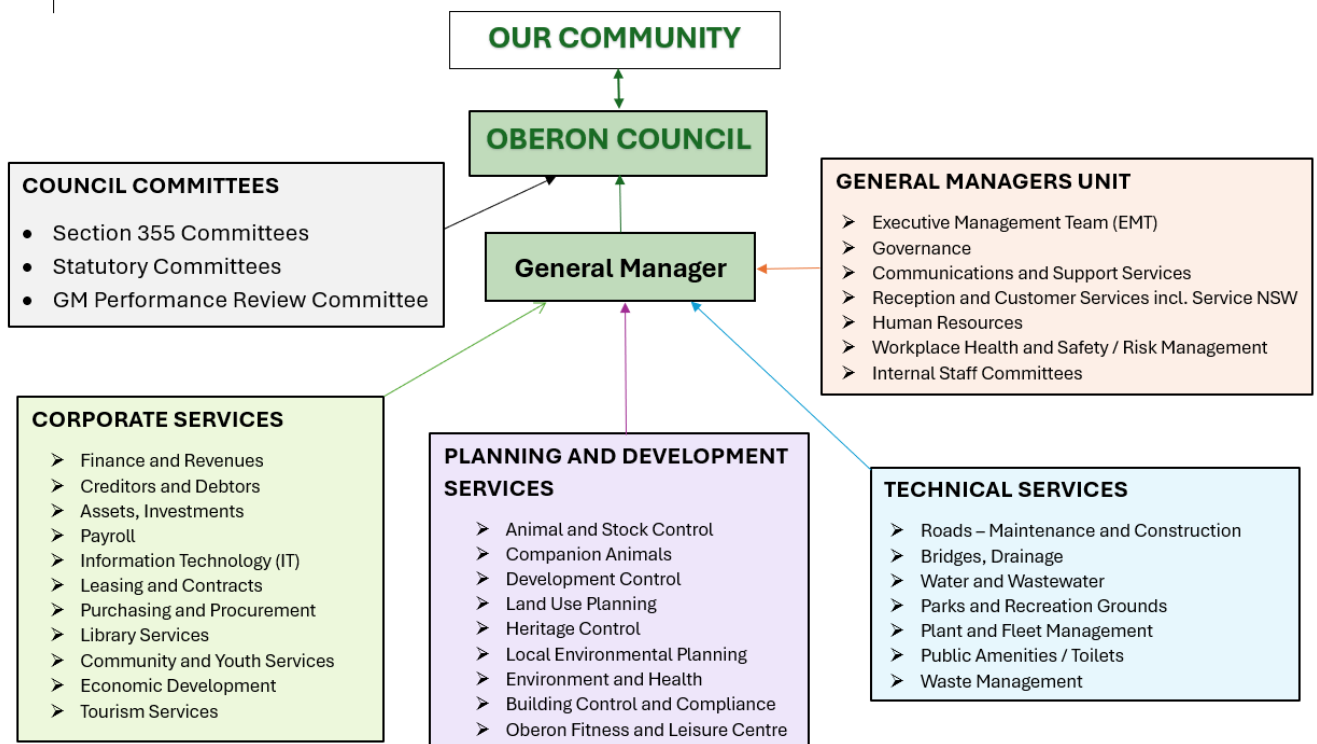 OUR COMMUNITY
OBERON COUNCIL
COUNCIL COMMITTEES
• Section 355 Committees
• Statutory Committees
• GM Performance Review Committee
General Manager
GENERAL MANAGERS UNIT
➢ Executive Management Team (EMT)
➢ Governance
➢ Communications and Support Services
➢ Reception and Customer Services incl. Service NSW
➢ Human Resources
➢ Workplace Health and Safety / Risk Management
➢ Internal Staff Committees
CORPORATE SERVICES
➢ Finance and Revenues
➢ Creditors and Debtors
➢ Assets, Investments
➢ Payroll
➢ Information Technology (IT)
➢ Leasing and Contracts
➢ Purchasing and Procurement
➢ Library Services
➢ Community and Youth Services
➢ Economic Development
➢ Tourism Services
PLANNING AND DEVELOPMENT
SERVICES
➢ Animal and Stock Control
➢ Companion Animals
➢ Development Control
➢ Land Use Planning
➢ Heritage Control
➢ Local Environmental Planning
➢ Environment and Health
➢ Building Control and Compliance
➢ Oberon Fitness and Leisure Centre
TECHNICAL SERVICES
➢ Roads – Maintenance and Construction
➢ Bridges, Drainage
➢ Water and Wastewater
➢ Parks and Recreation Grounds
➢ Plant and Fleet Management
➢ Public Amenities / Toilets
➢ Waste Management